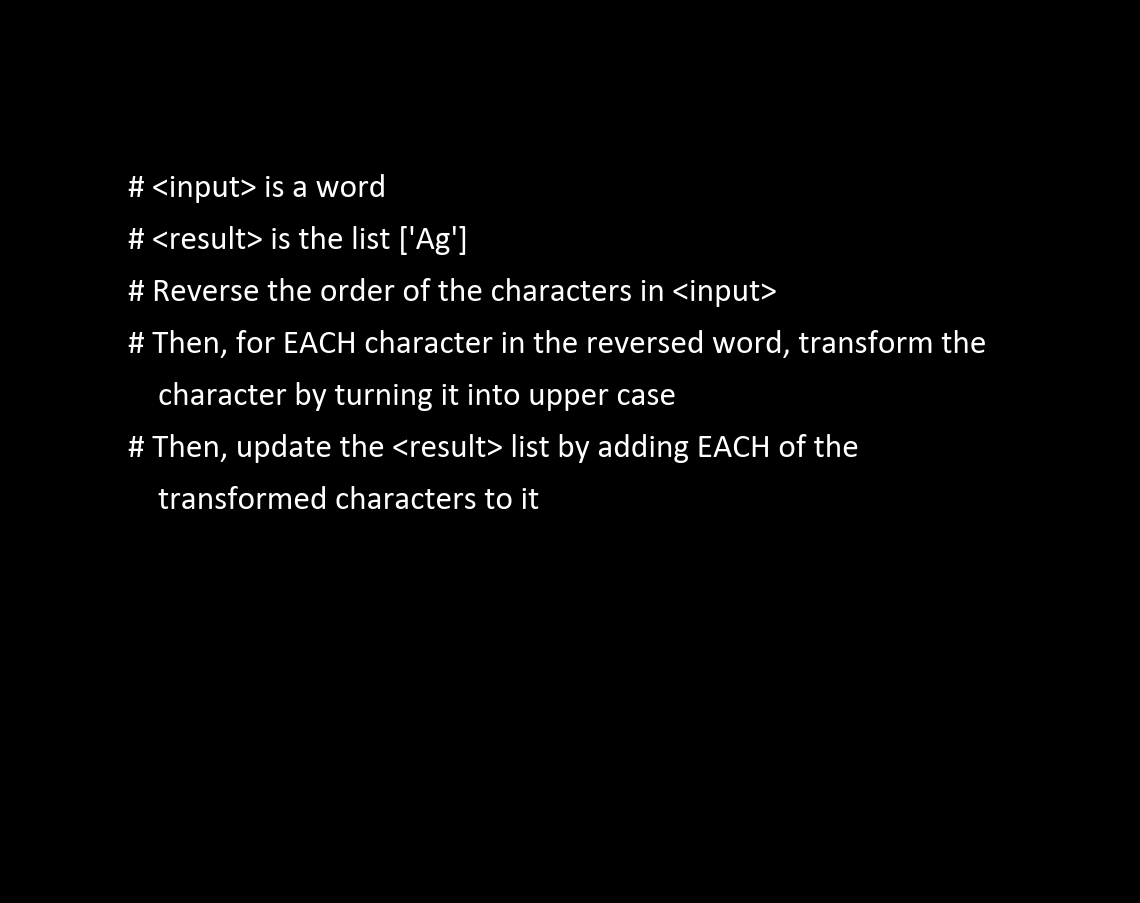 # <input> is a word
# <result> is the list ['Ag']
# Reverse the order of the characters in <input>
# Then, for EACH character in the reversed word, transform the
character by turning it into upper case
# Then, update the <result> list by adding EACH of the
transformed characters to it